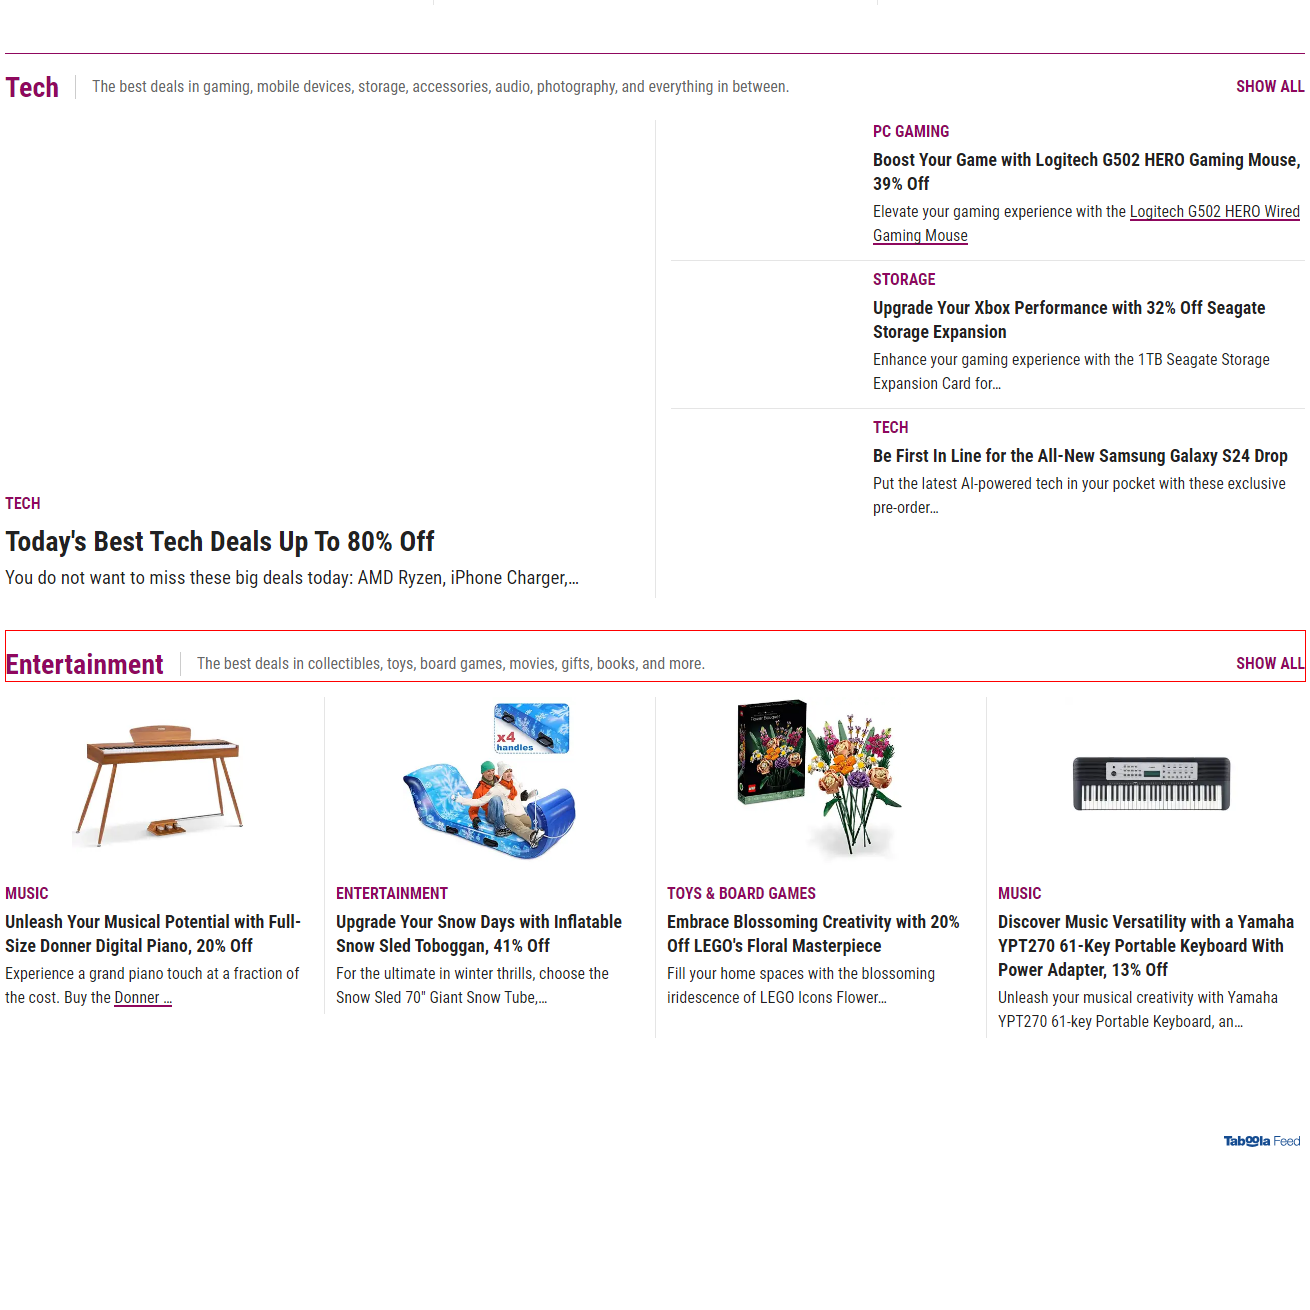 Tech
The best deals in gaming, mobile devices, storage, accessories, audio, photography, and everything in between.
SHOW ALL
TECH
Today's Best Tech Deals Up To 80% Off
You do not want to miss these big deals today: AMD Ryzen, iPhone Charger,...
PC GAMING
Boost Your Game with Logitech G502 HERO Gaming Mouse,
39% Off
Elevate your gaming experience with the Logitech G502 HERO Wired
Gaming Mouse
STORAGE
Upgrade Your Xbox Performance with 32% Off Seagate
Storage Expansion
Enhance your gaming experience with the 1TB Seagate Storage
Expansion Card for...
TECH
Be First In Line for the All-New Samsung Galaxy S24 Drop
Put the latest AI-powered tech in your pocket with these exclusive
pre-order...
Entertainment
The best deals in collectibles, toys, board games, movies, gifts, books, and more.
SHOW ALL
MUSIC
Unleash Your Musical Potential with Full-
Size Donner Digital Piano, 20% Off
Experience a grand piano touch at a fraction of
the cost. Buy the Donner ...
x4
handles
ENTERTAINMENT
Upgrade Your Snow Days with Inflatable
Snow Sled Toboggan, 41% Off
For the ultimate in winter thrills, choose the
Snow Sled 70" Giant Snow Tube,...
TOYS & BOARD GAMES
Embrace Blossoming Creativity with 20%
Off LEGO's Floral Masterpiece
Fill your home spaces with the blossoming
iridescence of LEGO Icons Flower...
MUSIC
Discover Music Versatility with a Yamaha
YPT270 61-Key Portable Keyboard With
Power Adapter, 13% Off
Unleash your musical creativity with Yamaha
YPT270 61-key Portable Keyboard, an...
Taboola Feed